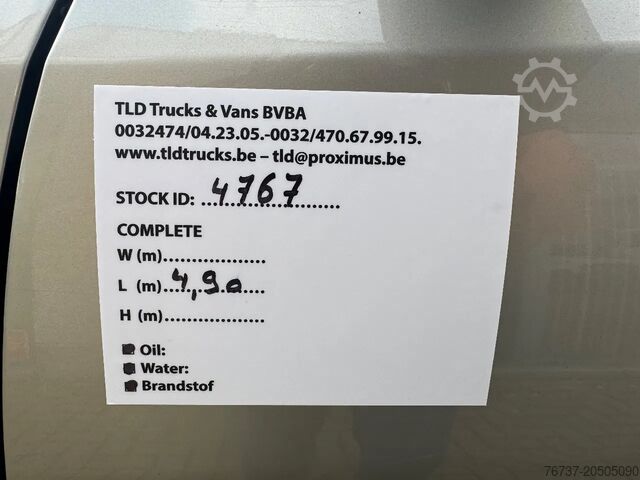 TLD Trucks & Vans BVBA
0032474/04.23.05.-0032/470.67.99.15.
www.tldtrucks.be – tld@proximus.be
STOCK ID: ...4767......
COMPLETE
W (m)...................
L (m)....4,90....
H (m)...................
Oil:
Water:
Brandstof
76737-20505090